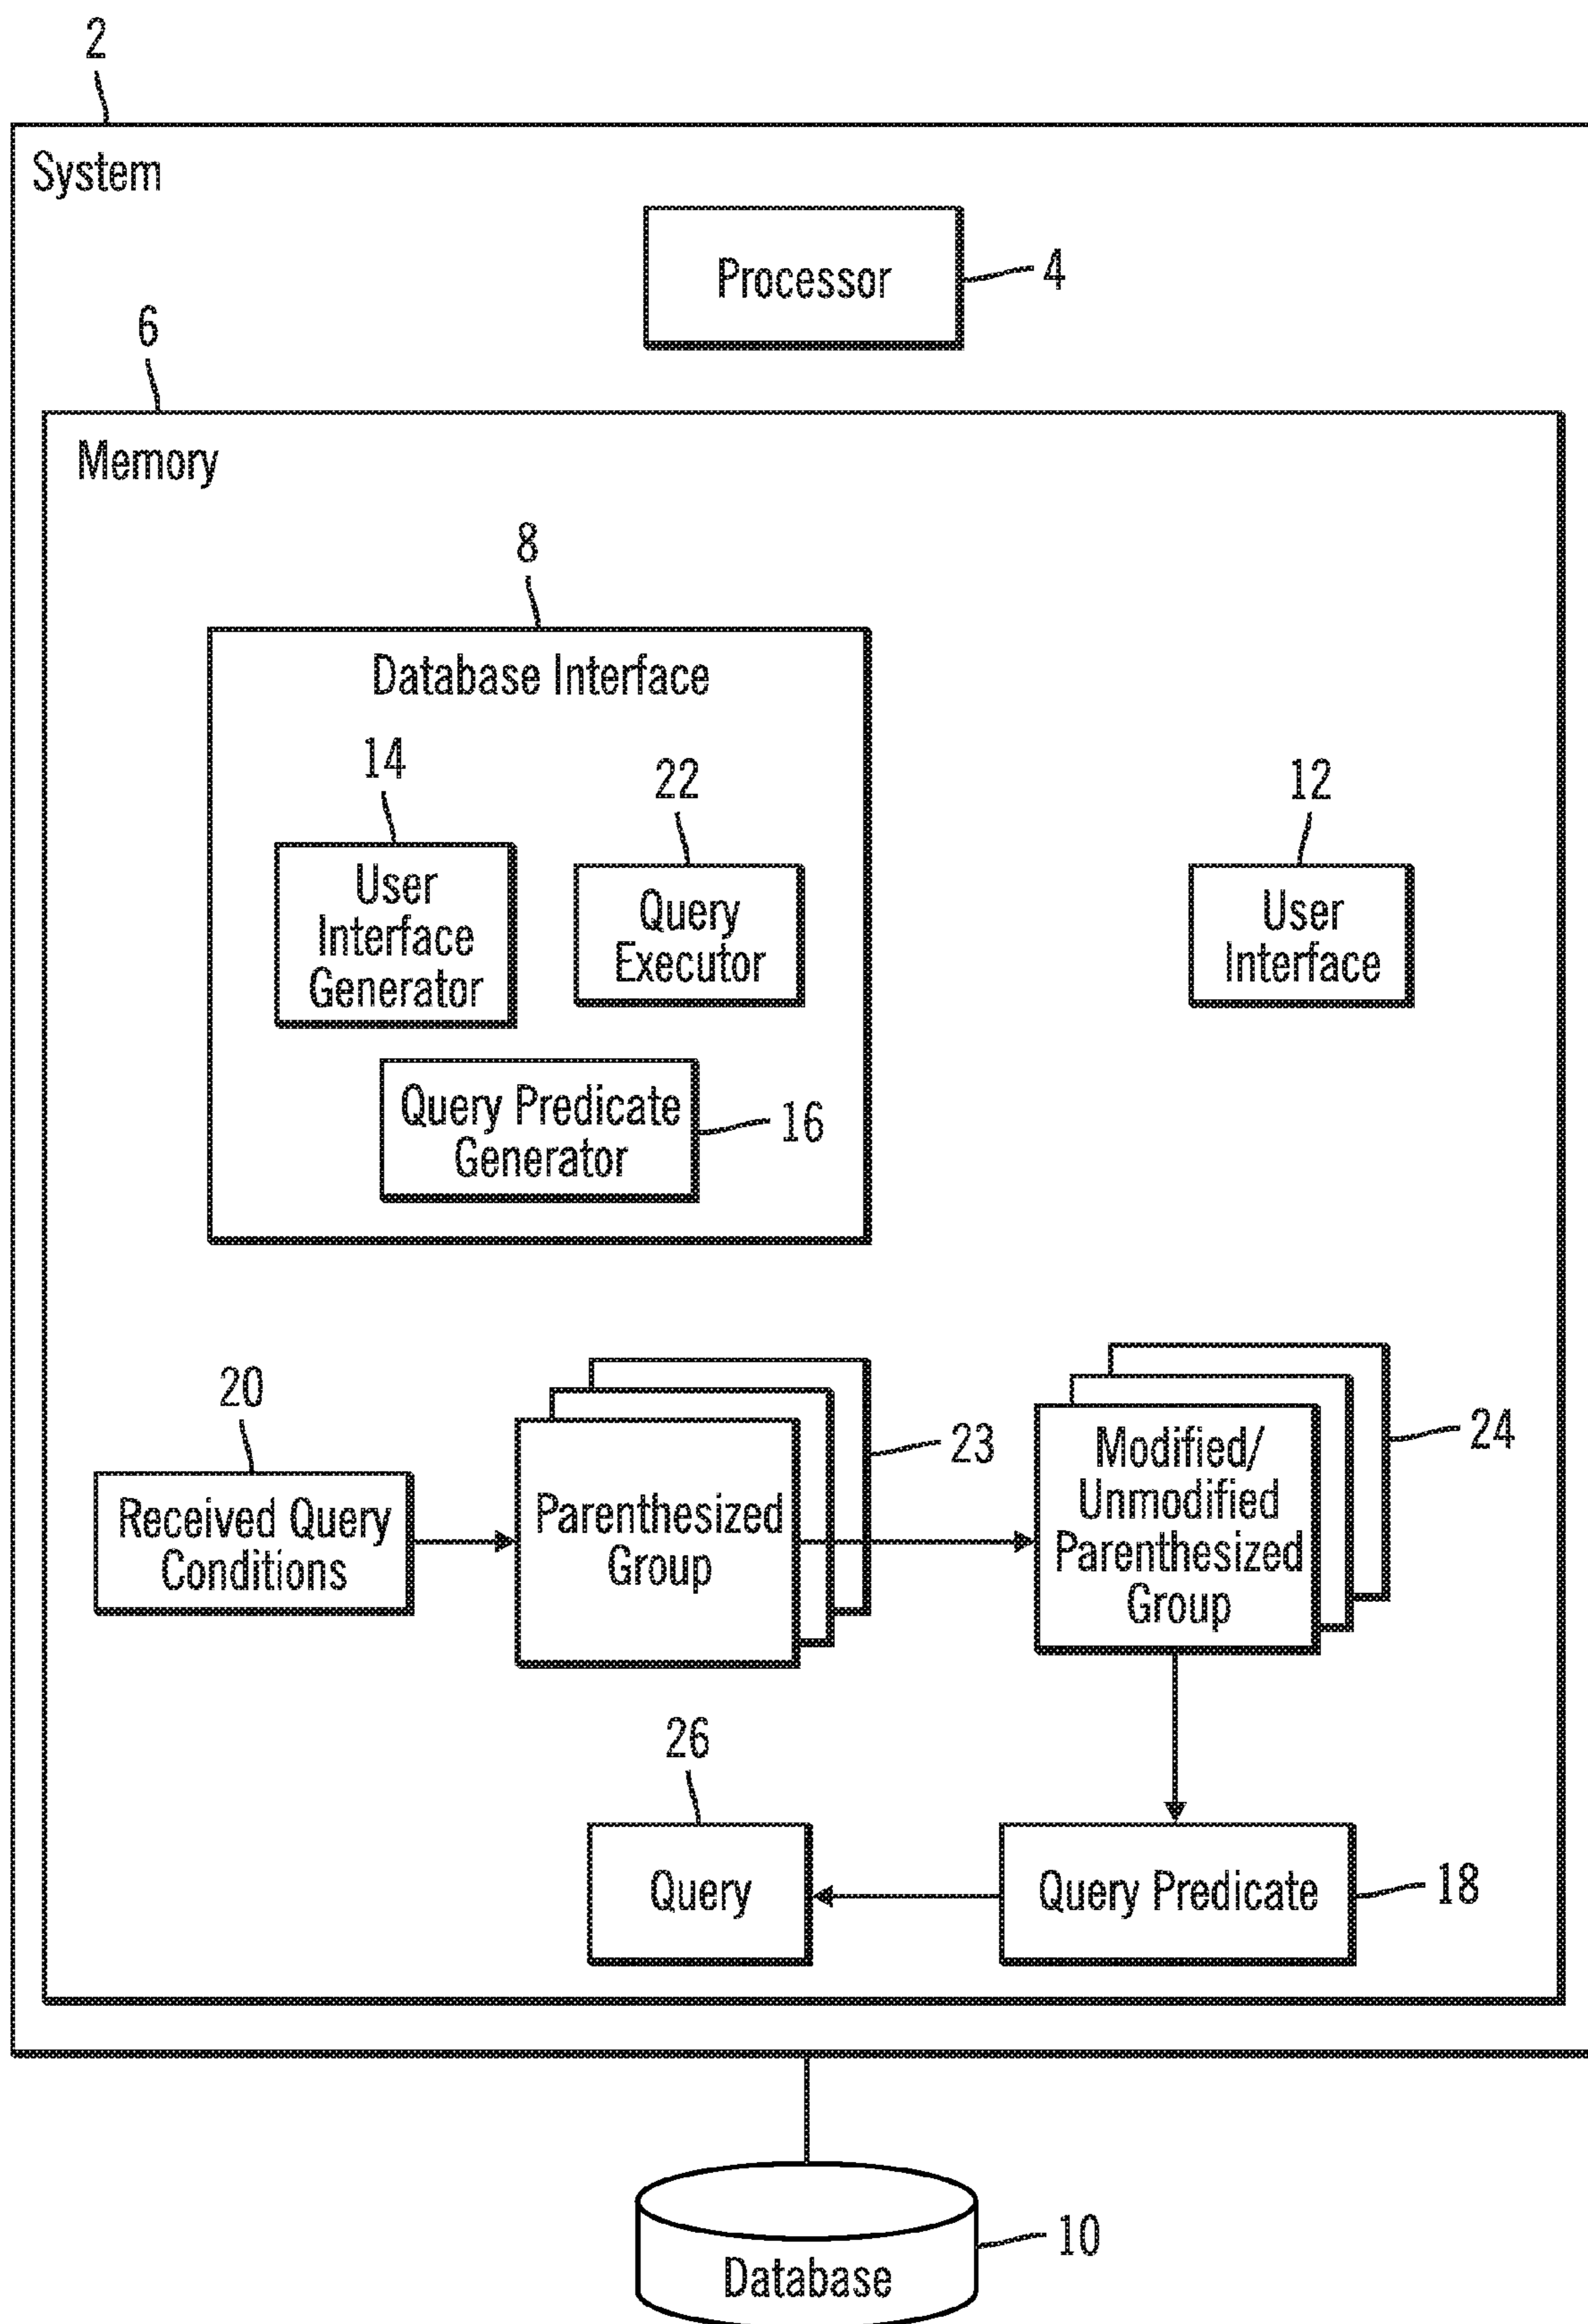 2
System
Processor
4
6
Memory
8
Database Interface
14
22
12
User
Interface
Generator
Query
Executor
User
Interface
Query Predicate
Generator
16
20
23
24
Received Query
Conditions
Parenthesized
Group
Modified/
Unmodified
Parenthesized
Group
26
Query
Query Predicate
18
10
Database